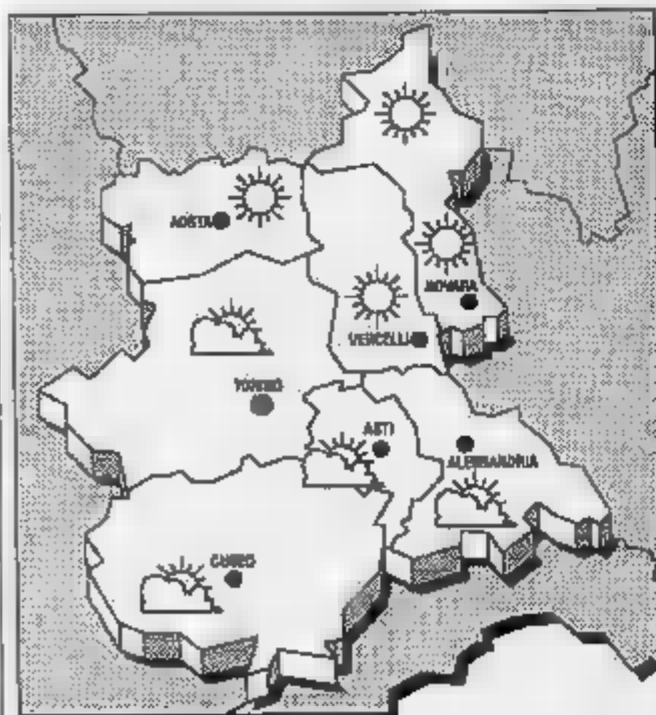 AOSTA
NOVARA
VERCELLI
TORINO
ASTI
ALESSANDRIA
CUNEO